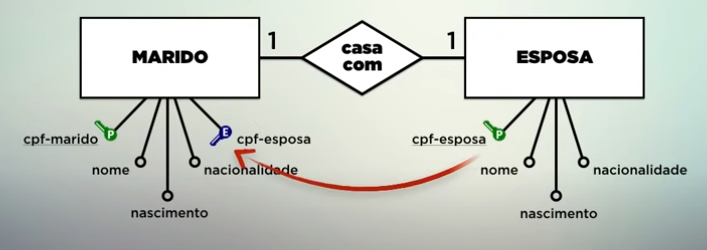 MARIDO
1
casa
com
1
ESPOSA
cpf-marido
P
E
cpf-esposa
cpf-esposa
P
nome
nacionalidade
nome
nacionalidade
nascimento
nascimento